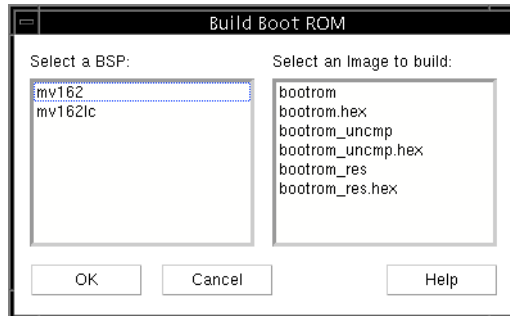 Build Boot ROM
Select a BSP:
mv162
mv162lc
Select an Image to build:
bootrom
bootrom.hex
bootrom_uncmp
bootrom_uncmp.hex
bootrom_res
bootrom_res.hex
OK
Cancel
Help